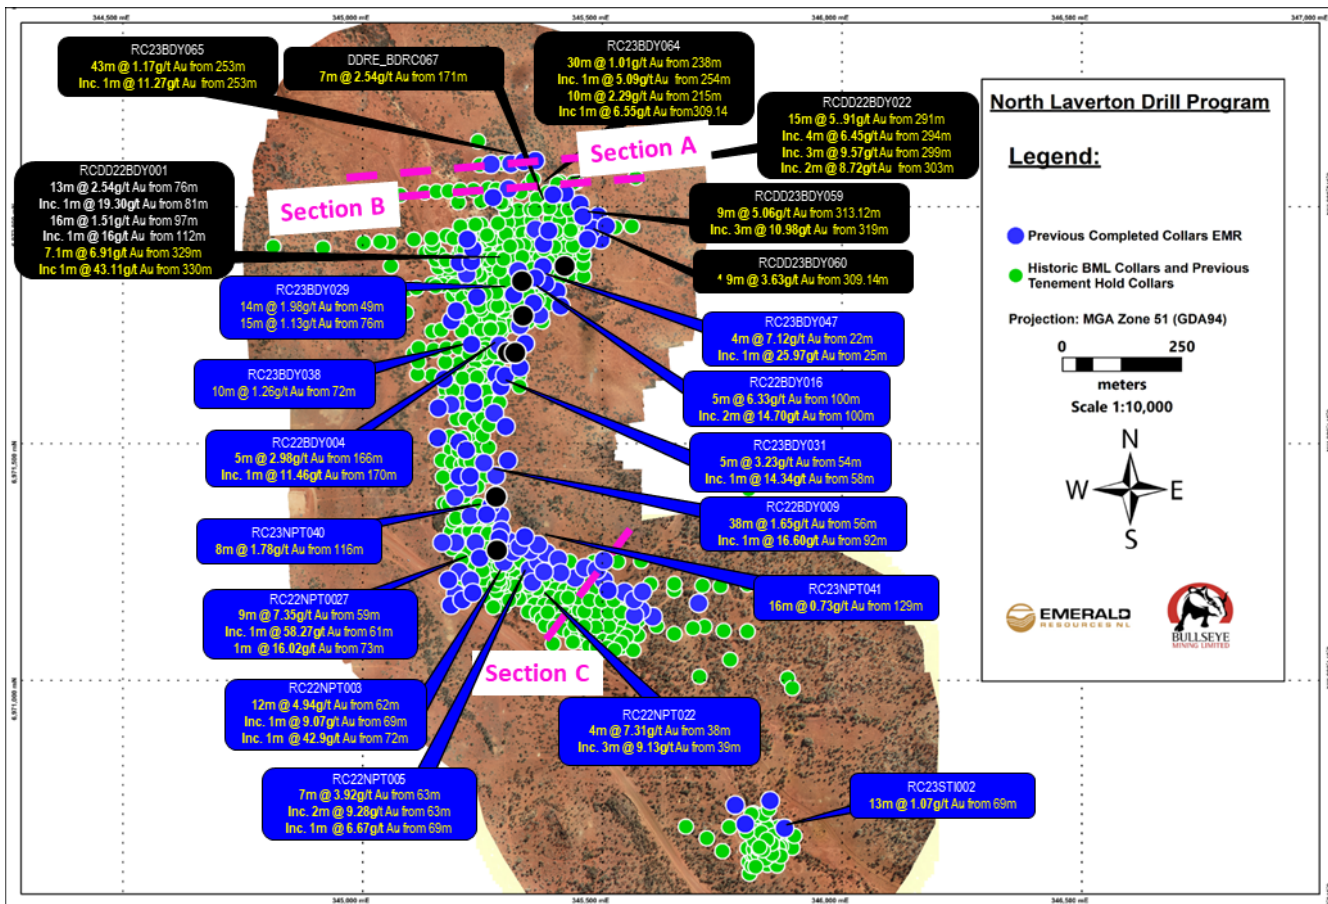 344,500 mE
345,000 mE
345,500 mE
346,000 mE
346,500 mE
347,000 mE
RC23BDY065
43m @ 1.17g/t Au from 253m
Inc. 1m @ 11.27g/t Au from 253m
DDRE_BDRC067
7m @ 2.54g/t Au from 171m
RC23BDY064
30m @ 1.01g/t Au from 238m
Inc. 1m @ 5.09g/t Au from 254m
10m @ 2.29g/t Au from 215m
Inc 1m @ 6.55g/t Au from309.14
RCDD22BDY022
15m @ 5..91g/t Au from 291m
Inc. 4m @ 6.45g/t Au from 294m
Inc. 3m @ 9.57g/t Au from 299m
Inc. 2m @ 8.72g/t Au from 303m
Section A
Section B
RCDD22BDY001
13m @ 2.54g/t Au from 76m
Inc. 1m @ 19.30g/t Au from 81m
16m @ 1.51g/t Au from 97m
Inc. 1m @ 16g/t Au from 112m
7.1m @ 6.91g/t Au from 329m
Inc 1m @ 43.11g/t Au from 330m
RCDD23BDY059
9m @ 5.06g/t Au from 313.12m
Inc. 3m @ 10.98g/t Au from 319m
RCDD23BDY060
9m @ 3.63g/t Au from 309.14m
RC23BDY029
14m @ 1.98g/t Au from 49m
15m @ 1.13g/t Au from 76m
RC23BDY047
4m @ 7.12g/t Au from 22m
Inc. 1m @ 25.97g/t Au from 25m
RC23BDY038
10m @ 1.26g/t Au from 72m
RC22BDY016
5m @ 6.33g/t Au from 100m
Inc. 2m @ 14.70g/t Au from 100m
RC22BDY004
5m @ 2.98g/t Au from 166m
Inc. 1m @ 11.46g/t Au from 170m
RC23BDY031
5m @ 3.23g/t Au from 54m
Inc. 1m @ 14.34g/t Au from 58m
RC22BDY009
38m @ 1.65g/t Au from 56m
Inc. 1m @ 16.60g/t Au from 92m
RC23NPT040
8m @ 1.78g/t Au from 116m
RC23NPT041
16m @ 0.73g/t Au from 129m
RC22NPT0027
9m @ 7.35g/t Au from 59m
Inc. 1m @ 58.27g/t Au from 61m
1m @ 16.02g/t Au from 73m
Section C
RC22NPT003
12m @ 4.94g/t Au from 62m
Inc. 1m @ 9.07g/t Au from 69m
Inc. 1m @ 42.9g/t Au from 72m
RC22NPT022
4m @ 7.31g/t Au from 38m
Inc. 3m @ 9.13g/t Au from 39m
RC22NPT005
7m @ 3.92g/t Au from 63m
Inc. 2m @ 9.28g/t Au from 63m
Inc. 1m @ 6.67g/t Au from 69m
RC23STI002
13m @ 1.07g/t Au from 69m
6,971,500 mN
6,971,000 mN
North Laverton Drill Program
Legend:
Previous Completed Collars EMR
Historic BML Collars and Previous
Tenement Hold Collars
Projection: MGA Zone 51 (GDA94)
0 250
meters
Scale 1:10,000
N
W E
S
EMERALD
RESOURCES NL
BULLSEYE
MINING LIMITED
344,500 mE
345,000 mE
345,500 mE
346,000 mE
346,500 mE